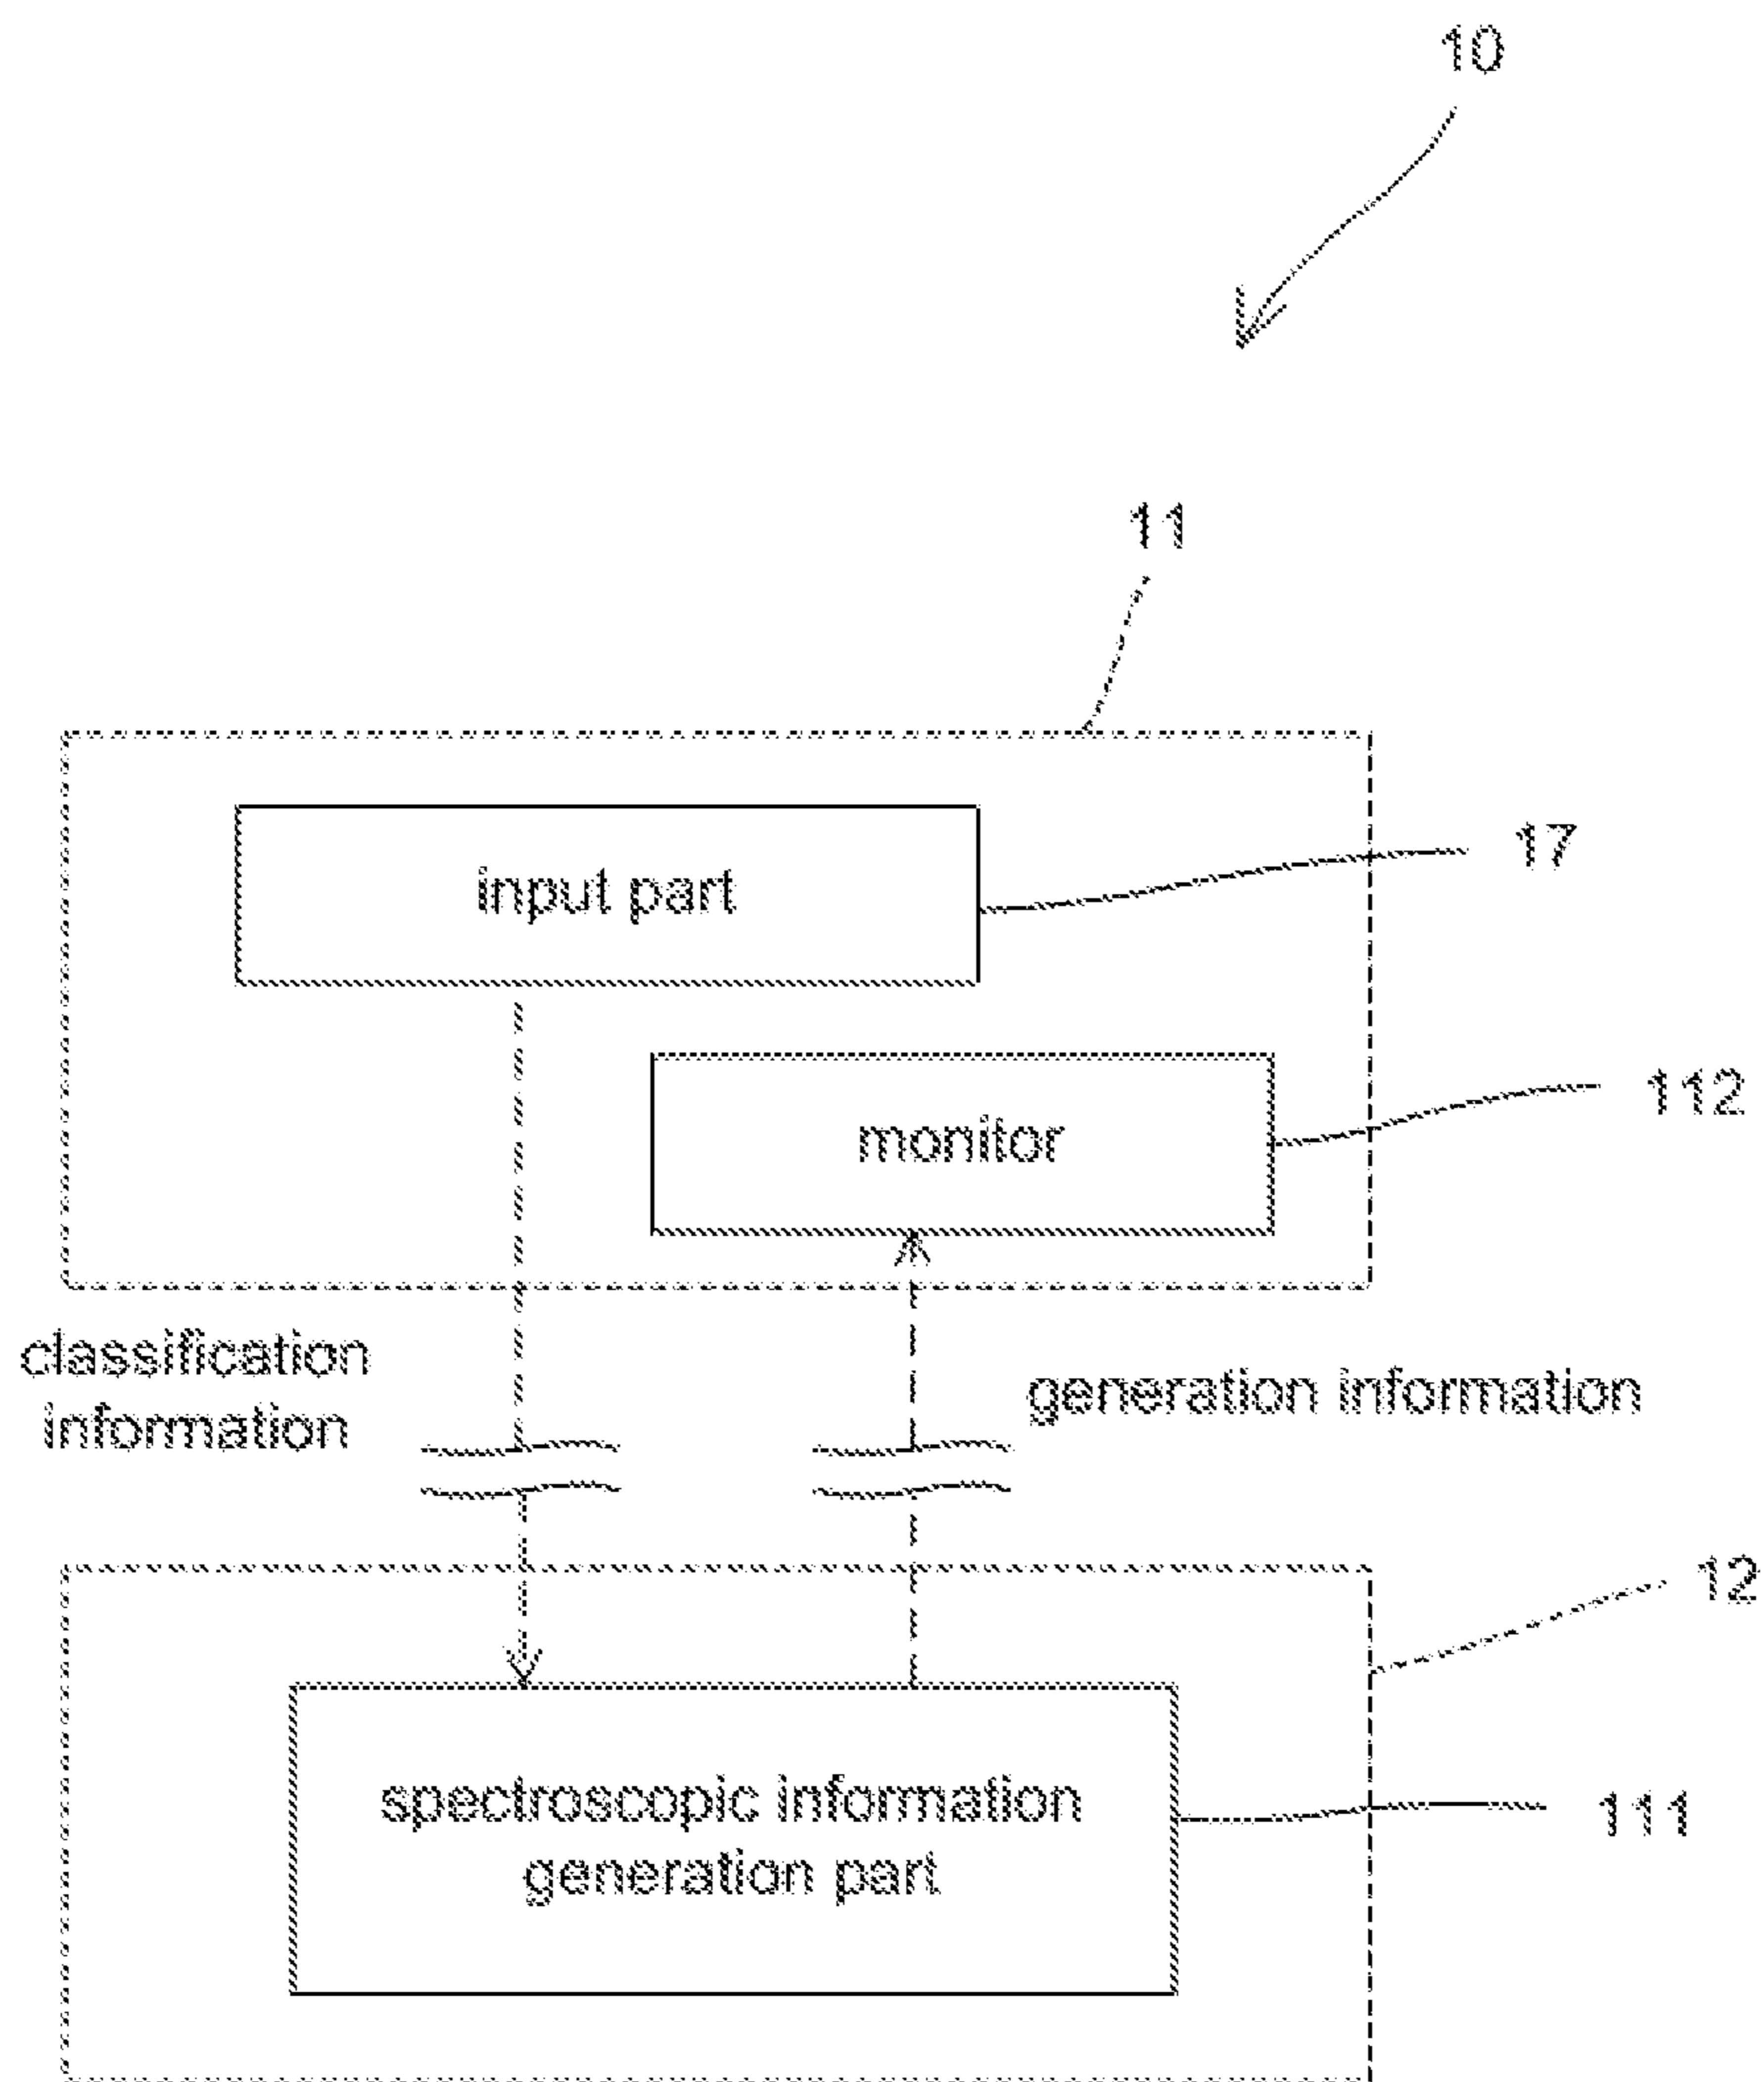 10
11
input part
17
monitor
112
classification
information
generation information
12
spectroscopic information
generation part
111